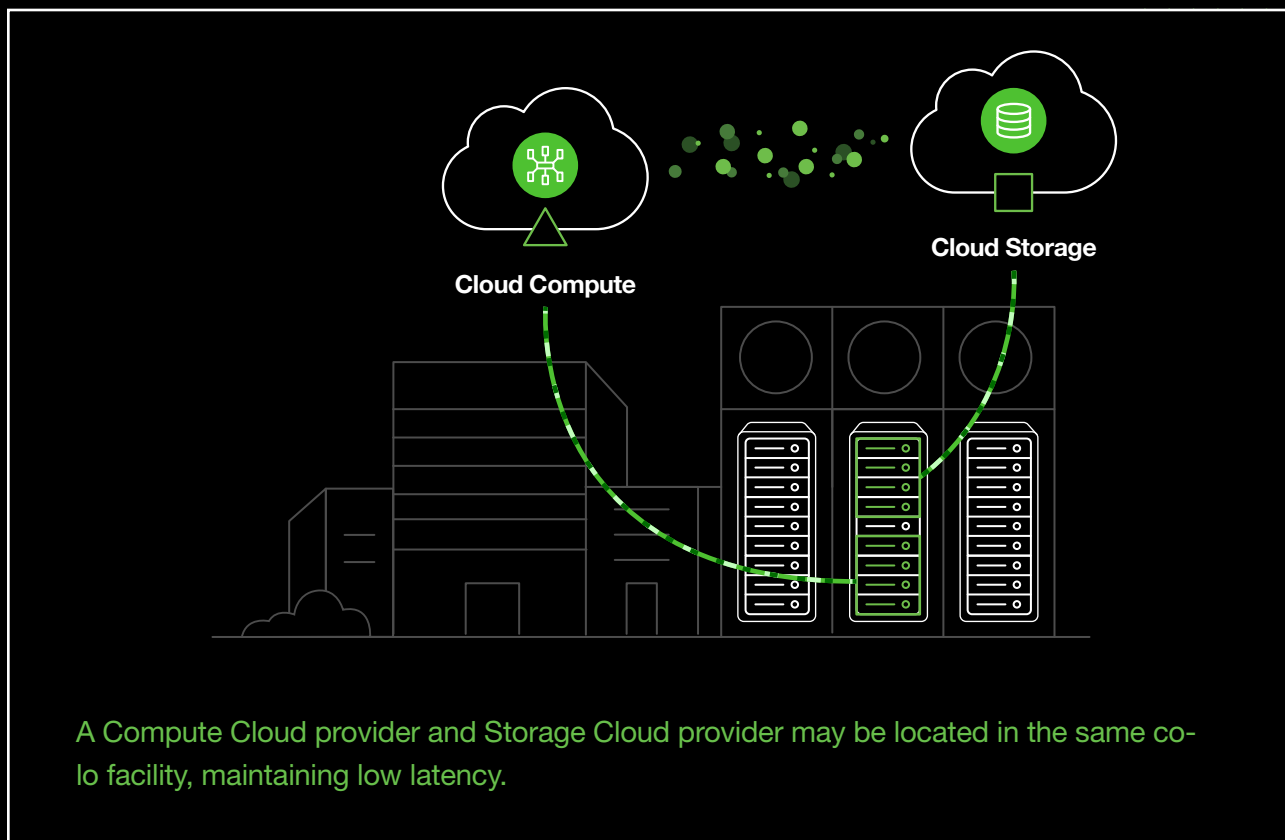 Cloud Storage
Cloud Compute
A Compute Cloud provider and Storage Cloud provider may be located in the same co-
lo facility, maintaining low latency.